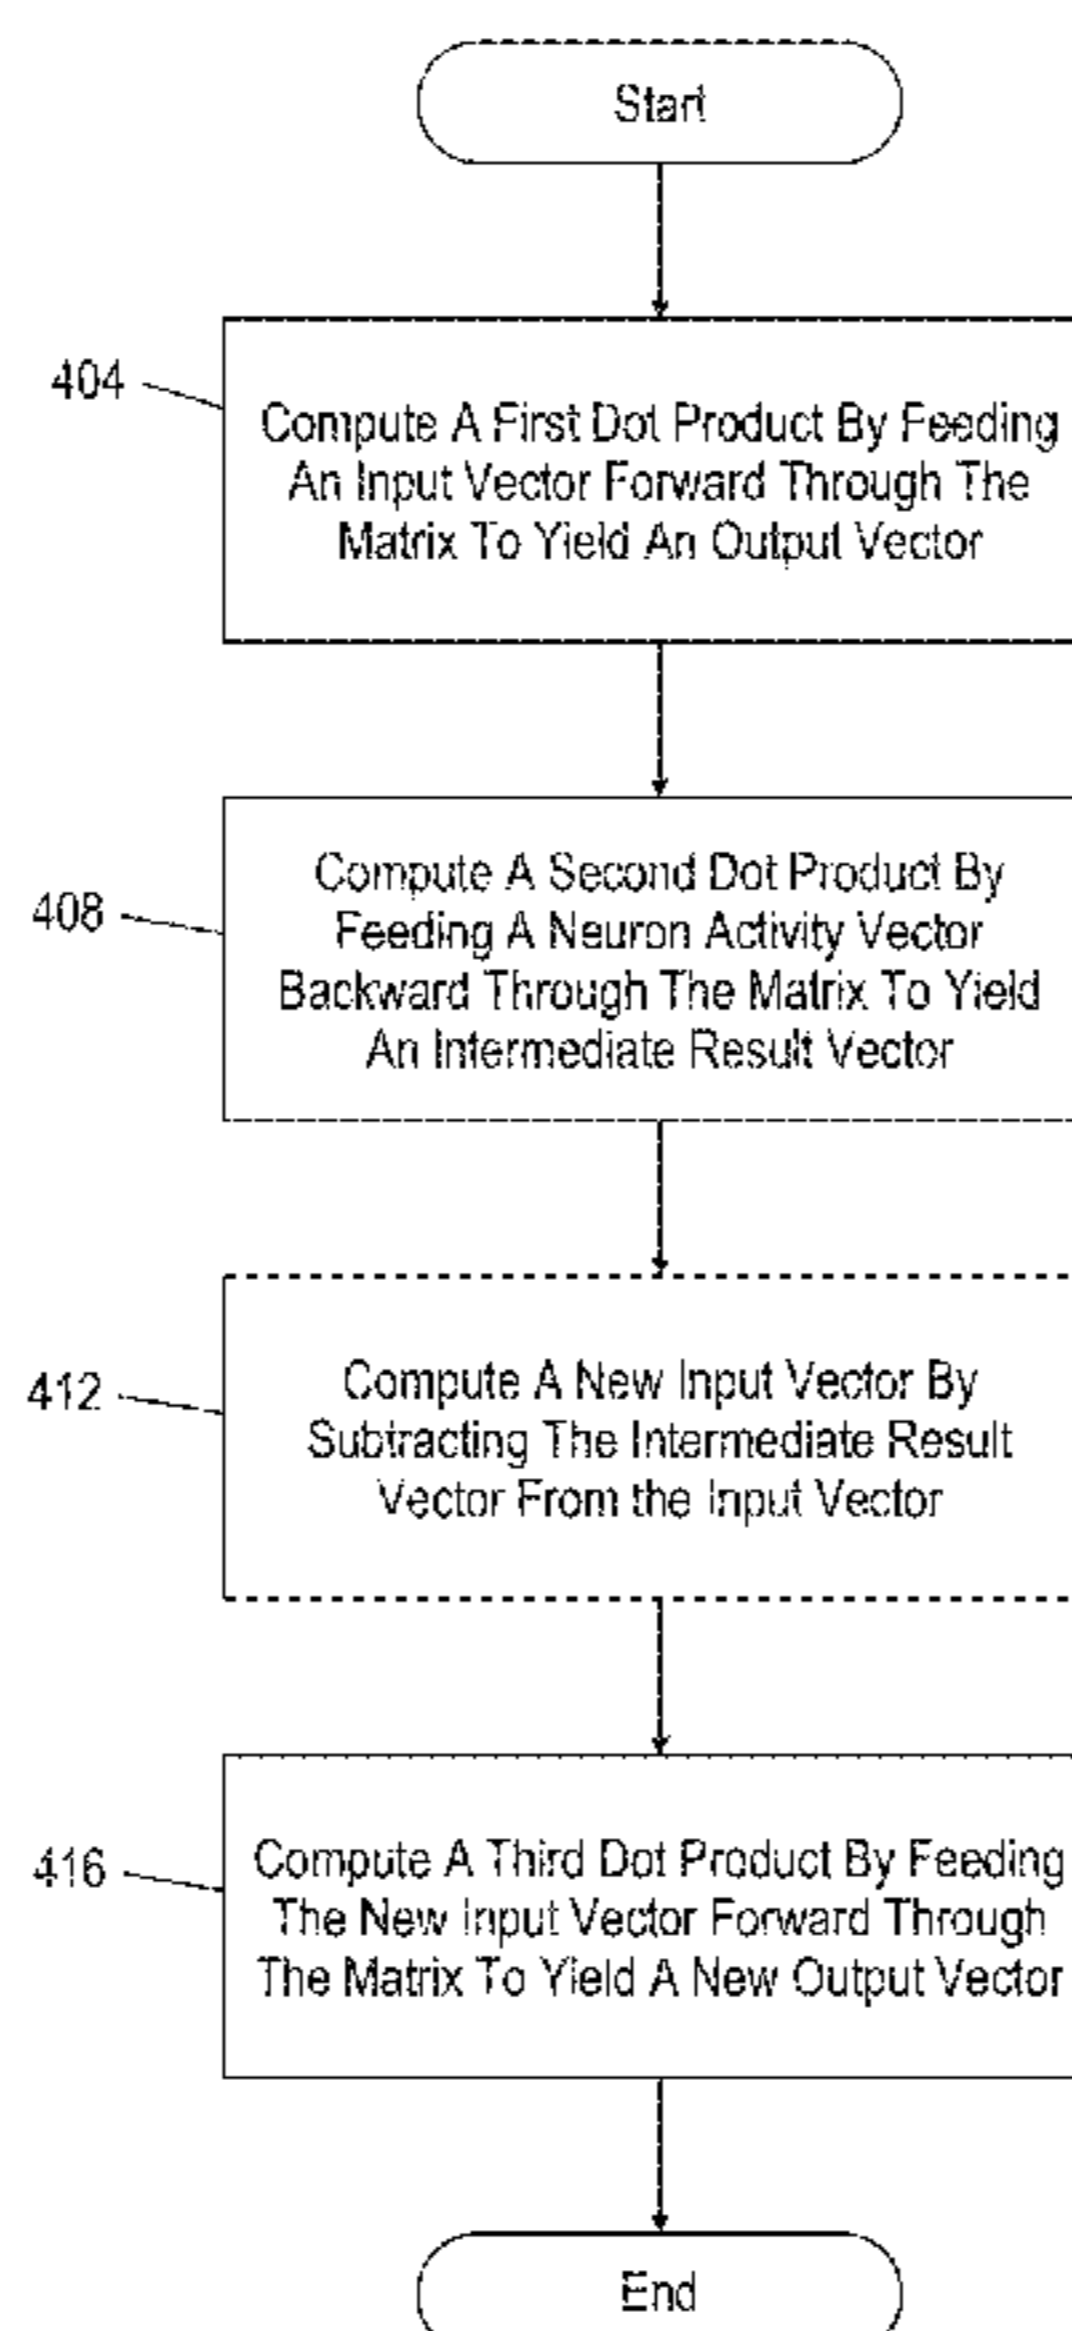 Start
404
Compute A First Dot Product By Feeding
An Input Vector Forward Through The
Matrix To Yield An Output Vector
408
Compute A Second Dot Product By
Feeding A Neuron Activity Vector
Backward Through The Matrix To Yield
An Intermediate Result Vector
412
Compute A New Input Vector By
Subtracting The Intermediate Result
Vector From the Input Vector
416
Compute A Third Dot Product By Feeding
The New Input Vector Forward Through
The Matrix To Yield A New Output Vector
End